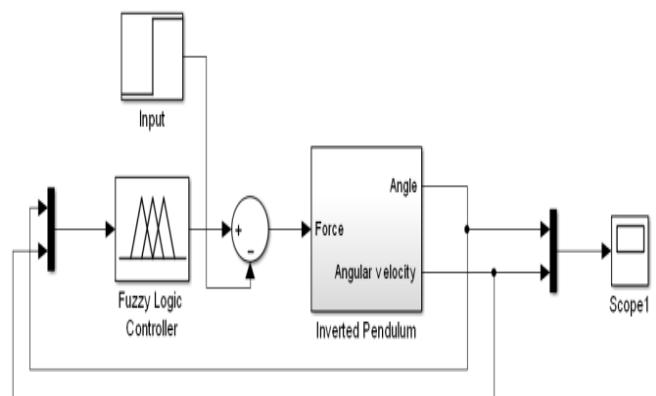 Input
Angle
+
Force
−
Angular velocity
Fuzzy Logic
Controller
Inverted Pendulum
Scope1